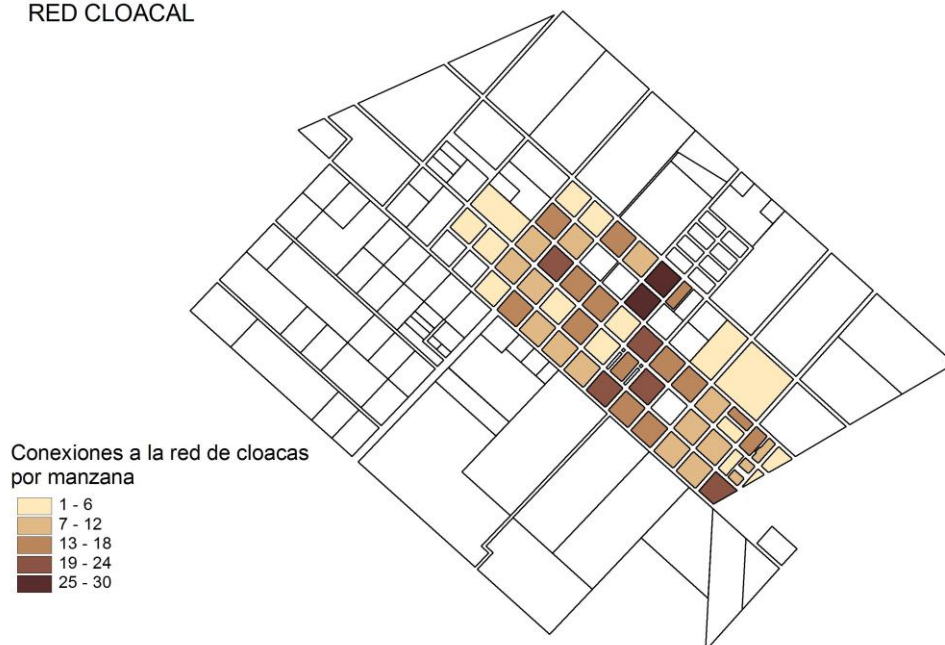 RED CLOACAL
Conexiones a la red de cloacas
por manzana
1 - 6
7 - 12
13 - 18
19 - 24
25 - 30